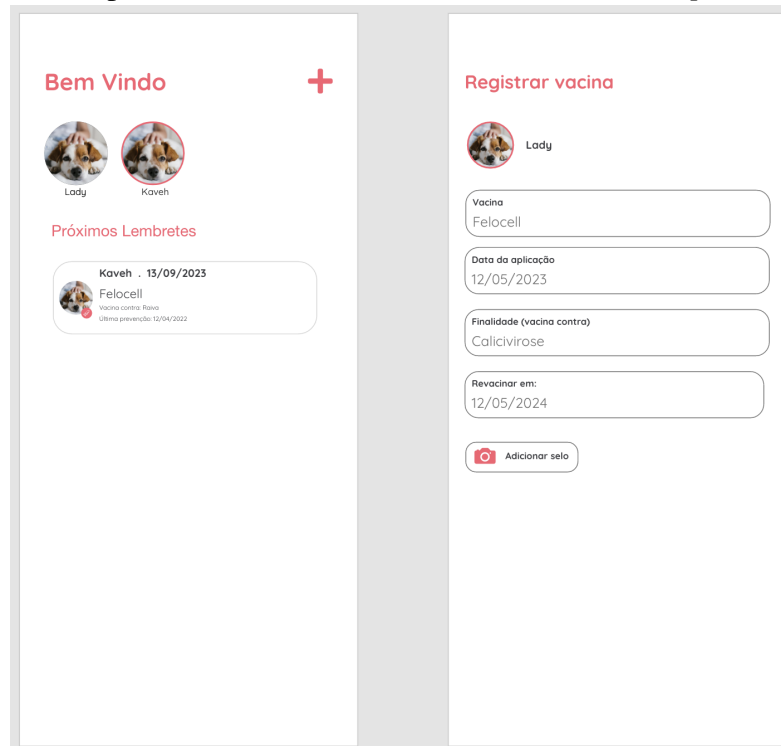 Bem Vindo
Lady
Kaveh
Próximos Lembretes
Kaveh . 13/09/2023
Felocell
Vacina contra: Raiva
Última prevenção: 12/04/2022
Registrar vacina
Lady
Vacina
Felocell
Data da aplicação
12/05/2023
Finalidade (vacina contra)
Calicivirose
Revacinar em:
12/05/2024
Adicionar selo